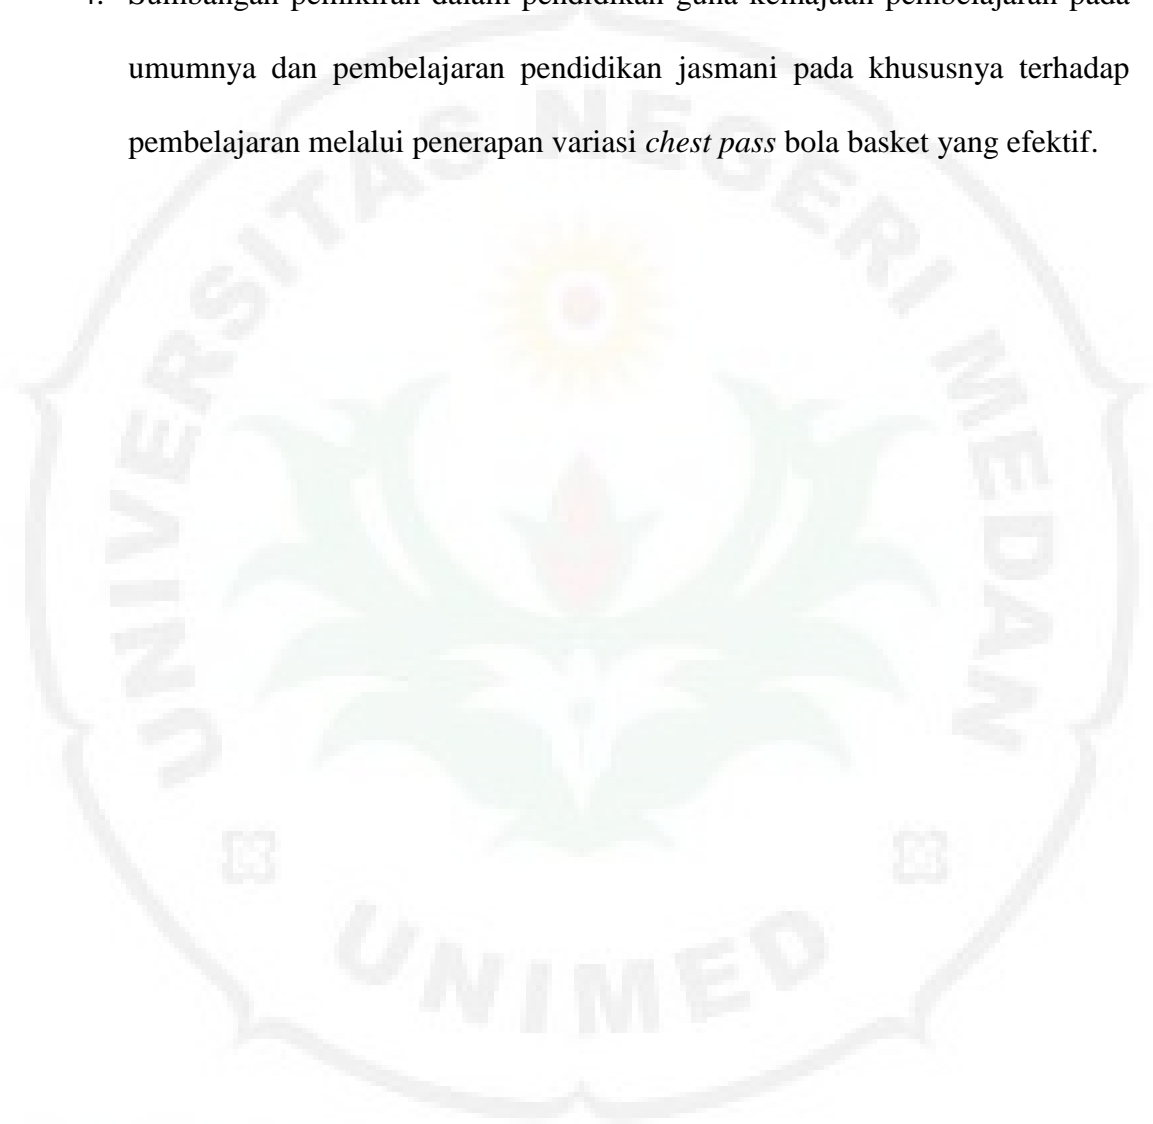 4. Sumbangan pemikiran dalam pendidikan guna kemajuan pembelajaran pada
umumnya dan pembelajaran pendidikan jasmani pada khususnya terhadap
pembelajaran melalui penerapan variasi chest pass bola basket yang efektif.
UNIVERSITAS NEGERI MEDAN
UNIMED